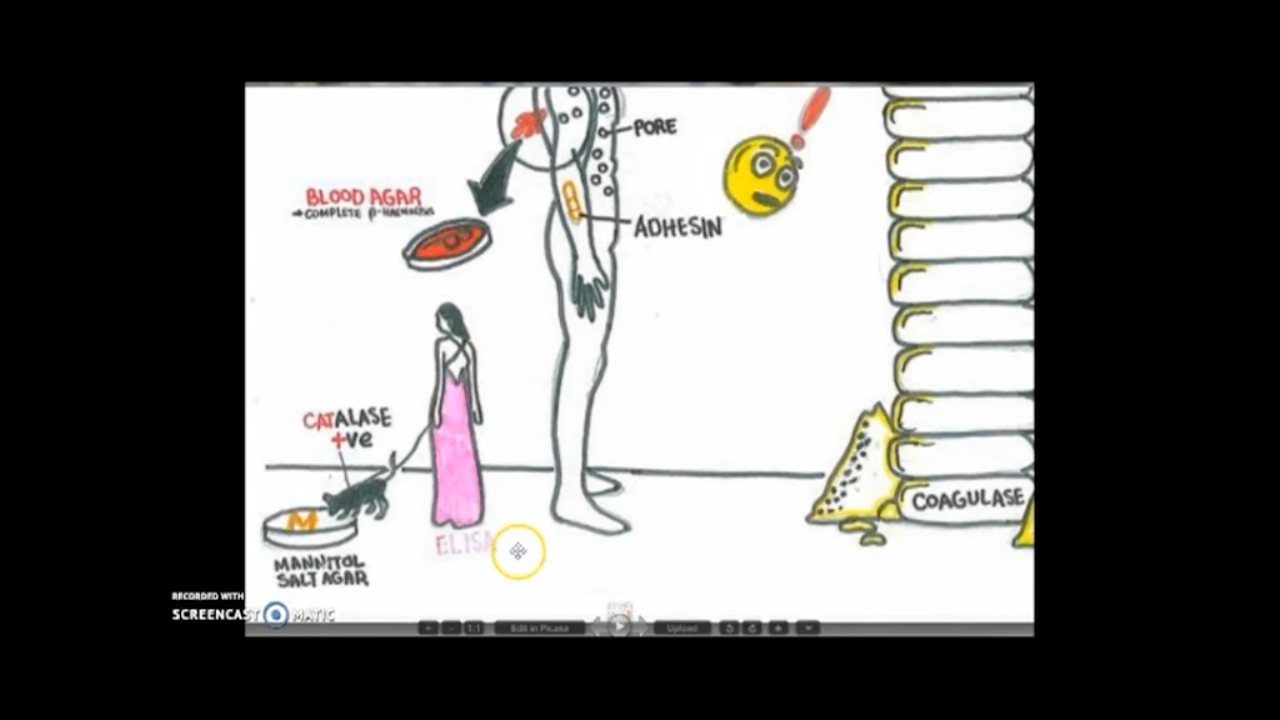 PORE
BLOOD AGAR
→COMPLETE β-HAEMOLYSIS
ADHESIN
CATALASE
+ve
COAGULASE
M
ELISA
MANNITOL
SALT AGAR
RECORDED WITH
SCREENCAST MATIC
1:1
Edit in Picasa
Upload